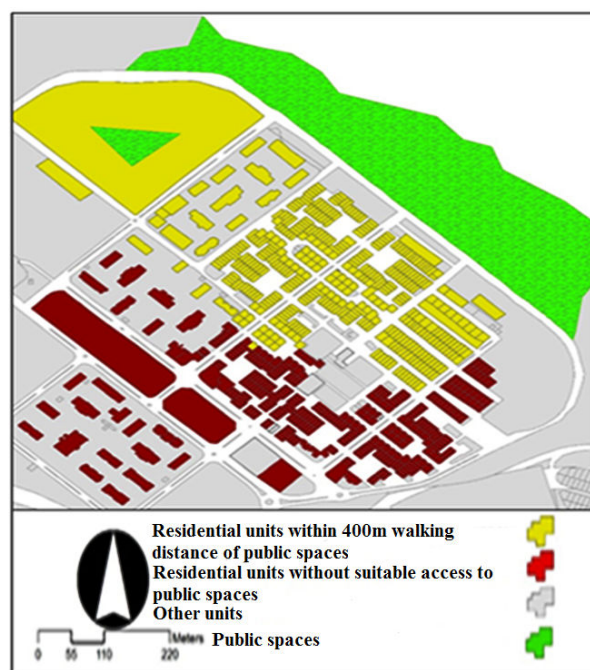 Residential units within 400m walking
distance of public spaces
Residential units without suitable access to
public spaces
Other units
Public spaces
Meters
0 55 110 220